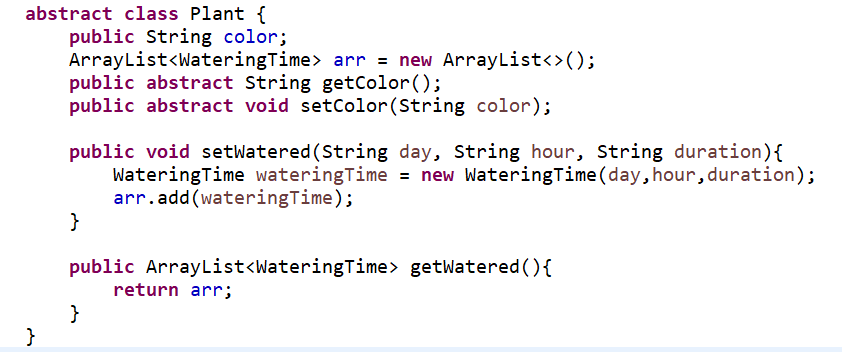 abstract class Plant {
    public String color;
    ArrayList<WateringTime> arr = new ArrayList<>();
    public abstract String getColor();
    public abstract void setColor(String color);

    public void setWatered(String day, String hour, String duration){
        WateringTime wateringTime = new WateringTime(day,hour,duration);
        arr.add(wateringTime);
    }

    public ArrayList<WateringTime> getWatered(){
        return arr;
    }
}